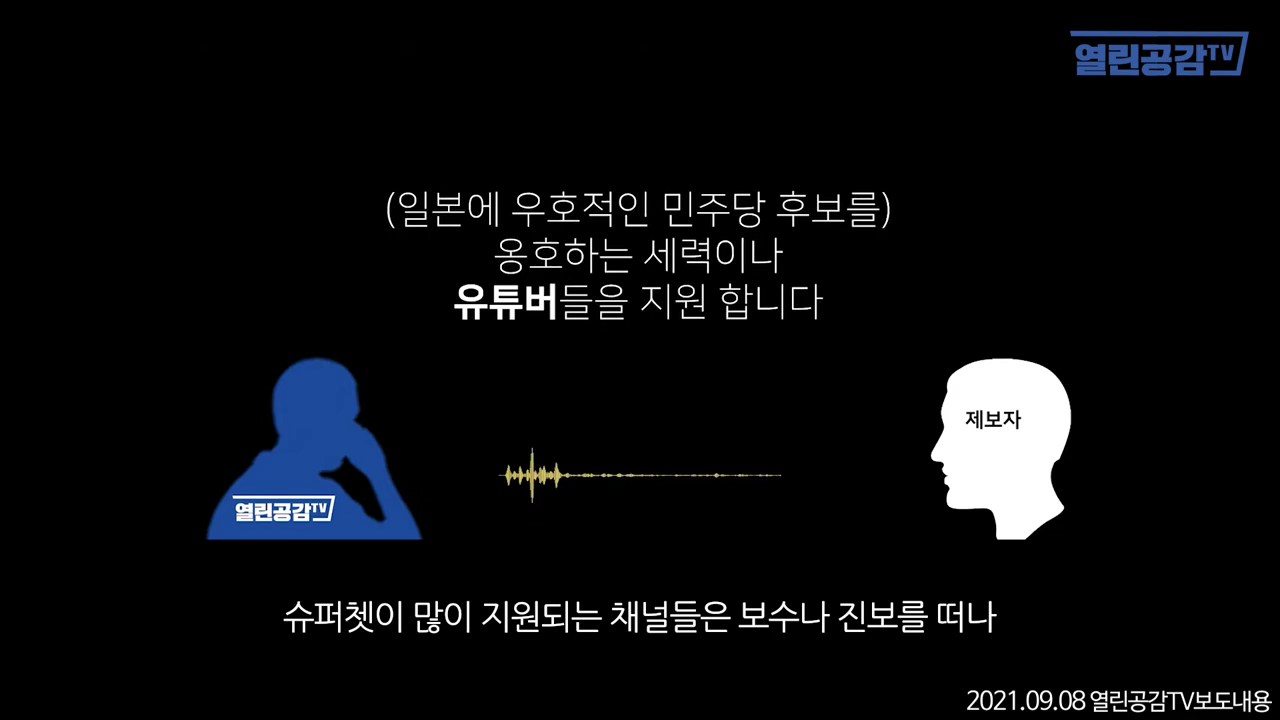 열린공감TV
(일본에 우호적인 민주당 후보를)
옹호하는 세력이나
유튜버들을 지원 합니다
제보자
열린공감TV
슈퍼쳇이 많이 지원되는 채널들은 보수나 진보를 떠나
2021.09.08 열린공감TV보도내용